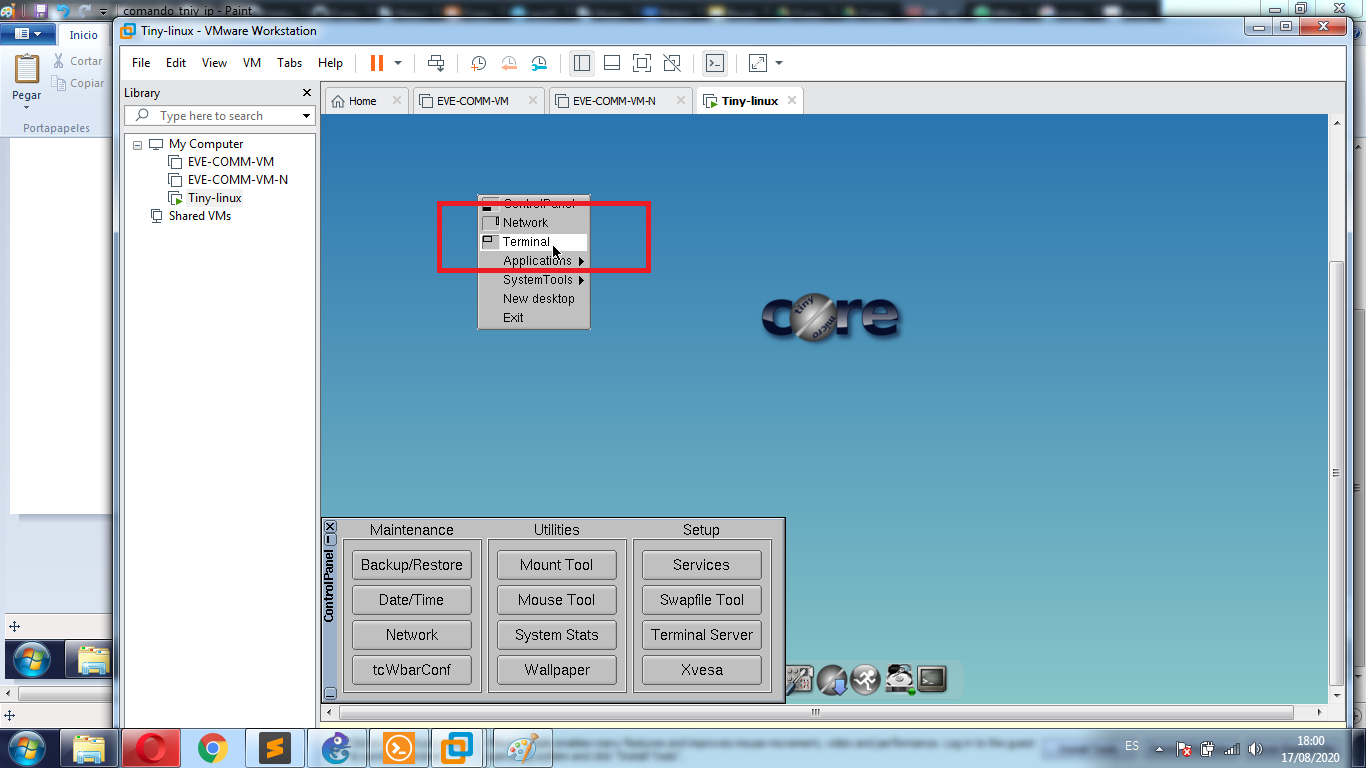 comando_tniv_ip - Paint
Inicio
Cortar
Copiar
Pegar
Portapapeles
Tiny-linux - VMware Workstation
File Edit View VM Tabs Help
Library
Type here to search
My Computer
EVE-COMM-VM
EVE-COMM-VM-N
Tiny-linux
Shared VMs
Home
EVE-COMM-VM
EVE-COMM-VM-N
Tiny-linux
ControlPanel
Network
Terminal
Applications
SystemTools
New desktop
Exit
core
tiny
micro
ControlPanel
Maintenance
Backup/Restore
Date/Time
Network
tcWbarConf
Utilities
Mount Tool
Mouse Tool
System Stats
Wallpaper
Setup
Services
Swapfile Tool
Terminal Server
Xvesa
ES
18:00
17/08/2020